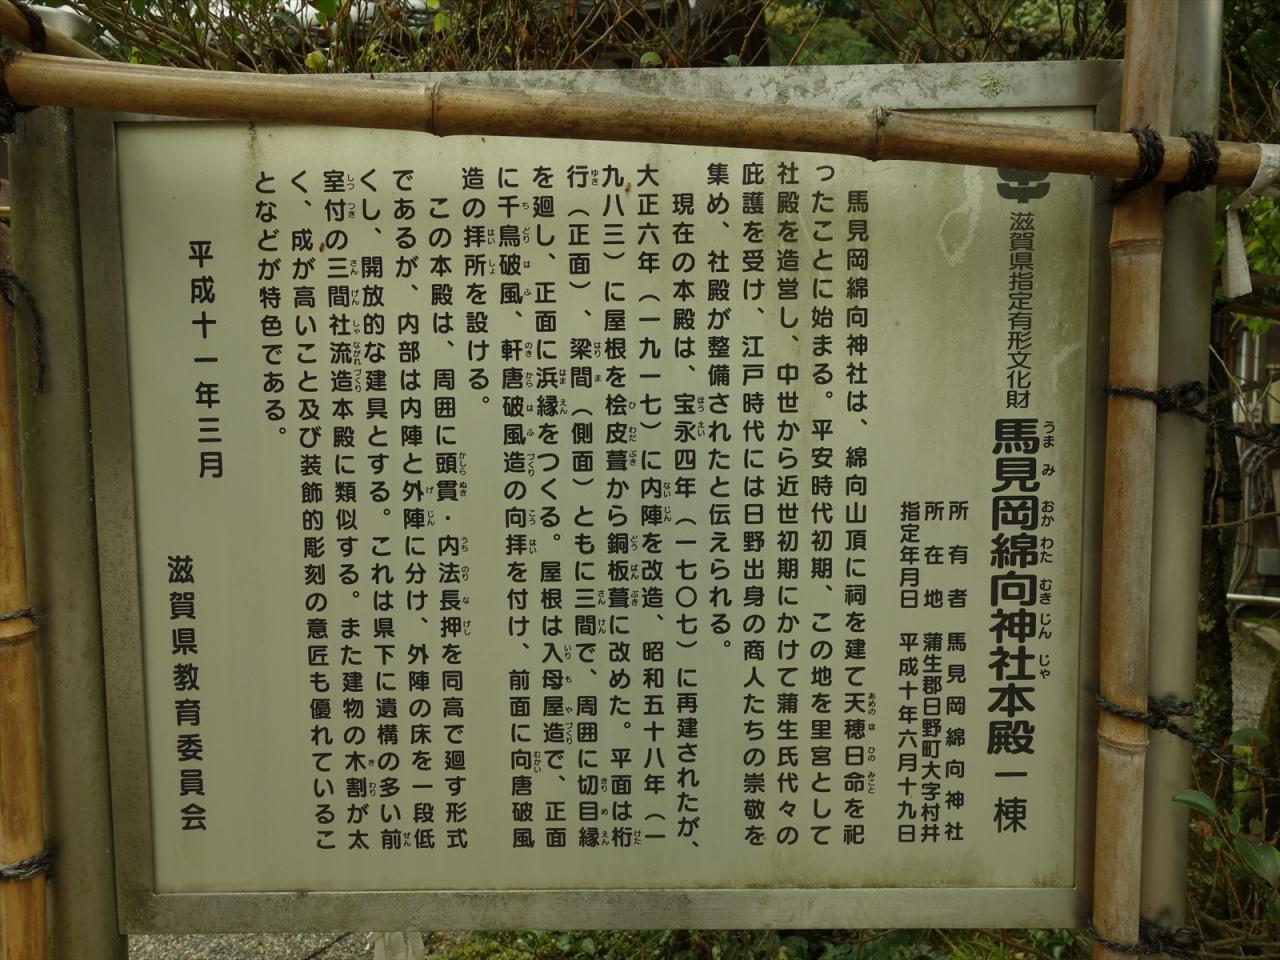 滋賀県指定有形文化財 馬見岡綿向神社本殿 一棟
所有者 馬見岡綿向神社
所在地 蒲生郡日野町大字村井
指定年月日 平成十年六月十九日
馬見岡綿向神社は、綿向山頂に祠を建て天穂日命を祀
ったことに始まる。平安時代初期、この地を里宮として
社殿を造営し、中世から近世初期にかけて蒲生氏代々の
庇護を受け、江戸時代には日野出身の商人たちの崇敬を
集め、社殿が整備されたと伝えられる。
現在の本殿は、宝永四年（一七〇七）に再建されたが、
大正六年（一九一七）に内陣を改造、昭和五十八年（一
九八三）に屋根を桧皮葺から銅板葺に改めた。平面は桁
行（正面）、梁間（側面）ともに三間で、周囲に切目縁
を廻し、正面に浜縁をつくる。屋根は入母屋造で、正面
に千鳥破風、軒唐破風造の向拝を付け、前面に向唐破風
造の拝所を設ける。
この本殿は、周囲に頭貫・内法長押を同高で廻す形式
であるが、内部は内陣と外陣に分け、外陣の床を一段低
くし、開放的な建具とする。これは県下に遺構の多い前
室付の三間社流造本殿に類似する。また建物の木割が太
く、成が高いこと及び装飾的彫刻の意匠も優れているこ
となどが特色である。
平成十一年三月
滋賀県教育委員会